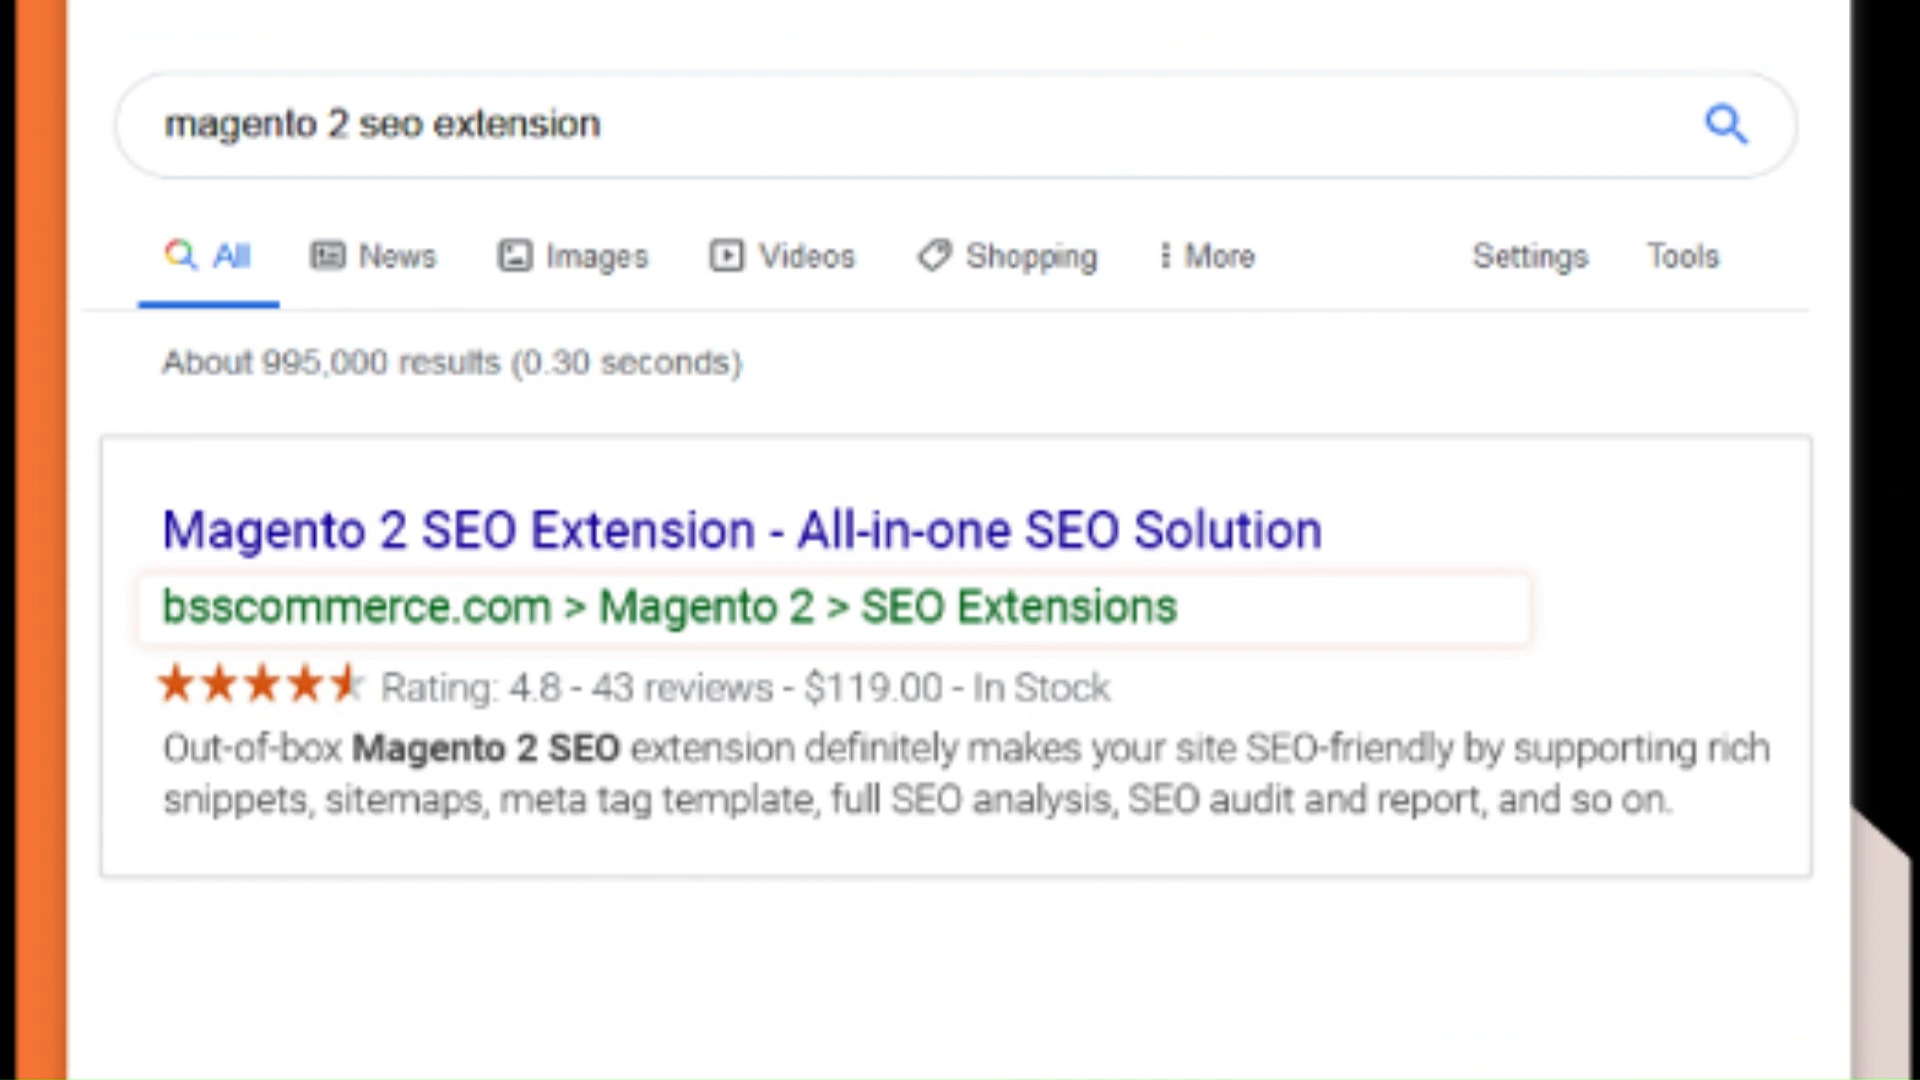 magento 2 seo extension
All News Images Videos Shopping More Settings Tools
About 995,000 results (0.30 seconds)
Magento 2 SEO Extension - All-in-one SEO Solution
bsscommerce.com > Magento 2 > SEO Extensions
Rating: 4.8 - 43 reviews - $119.00 - In Stock
Out-of-box Magento 2 SEO extension definitely makes your site SEO-friendly by supporting rich
snippets, sitemaps, meta tag template, full SEO analysis, SEO audit and report, and so on.